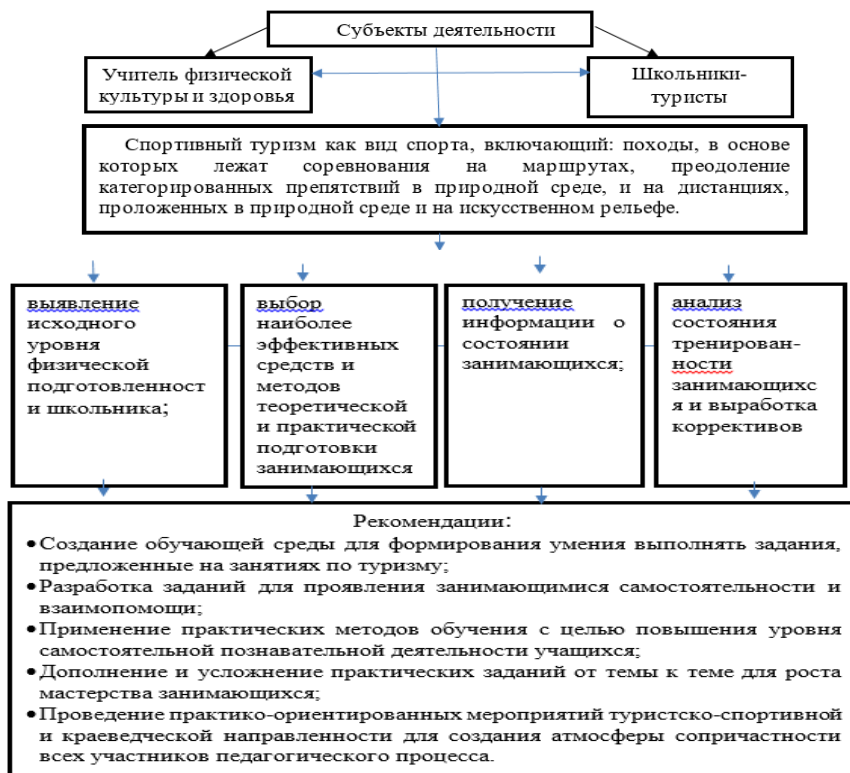 Субъекты деятельности
Учитель физической
культуры и здоровья
Школьники-
туристы
Спортивный туризм как вид спорта, включающий: походы, в основе
которых лежат соревнования на маршрутах, преодоление
категорированных препятствий в природной среде, и на дистанциях,
проложенных в природной среде и на искусственном рельефе.
выявление
исходного
уровня
физической
подготовленност
и школьника;
выбор
наиболее
эффективных
средств и
методов
теоретической
и практической
подготовки
занимающихся
получение
информации о
состоянии
занимающихся;
анализ
состояния
тренирован-
ности
занимающихс
я и выработка
коррективов
Рекомендации:
•Создание обучающей среды для формирования умения выполнять задания,
предложенные на занятиях по туризму;
•Разработка заданий для проявления занимающимися самостоятельности и
взаимопомощи;
•Применение практических методов обучения с целью повышения уровня
самостоятельной познавательной деятельности учащихся;
•Дополнение и усложнение практических заданий от темы к теме для роста
мастерства занимающихся;
•Проведение практико-ориентированных мероприятий туристско-спортивной
и краеведческой направленности для создания атмосферы сопричастности
всех участников педагогического процесса.